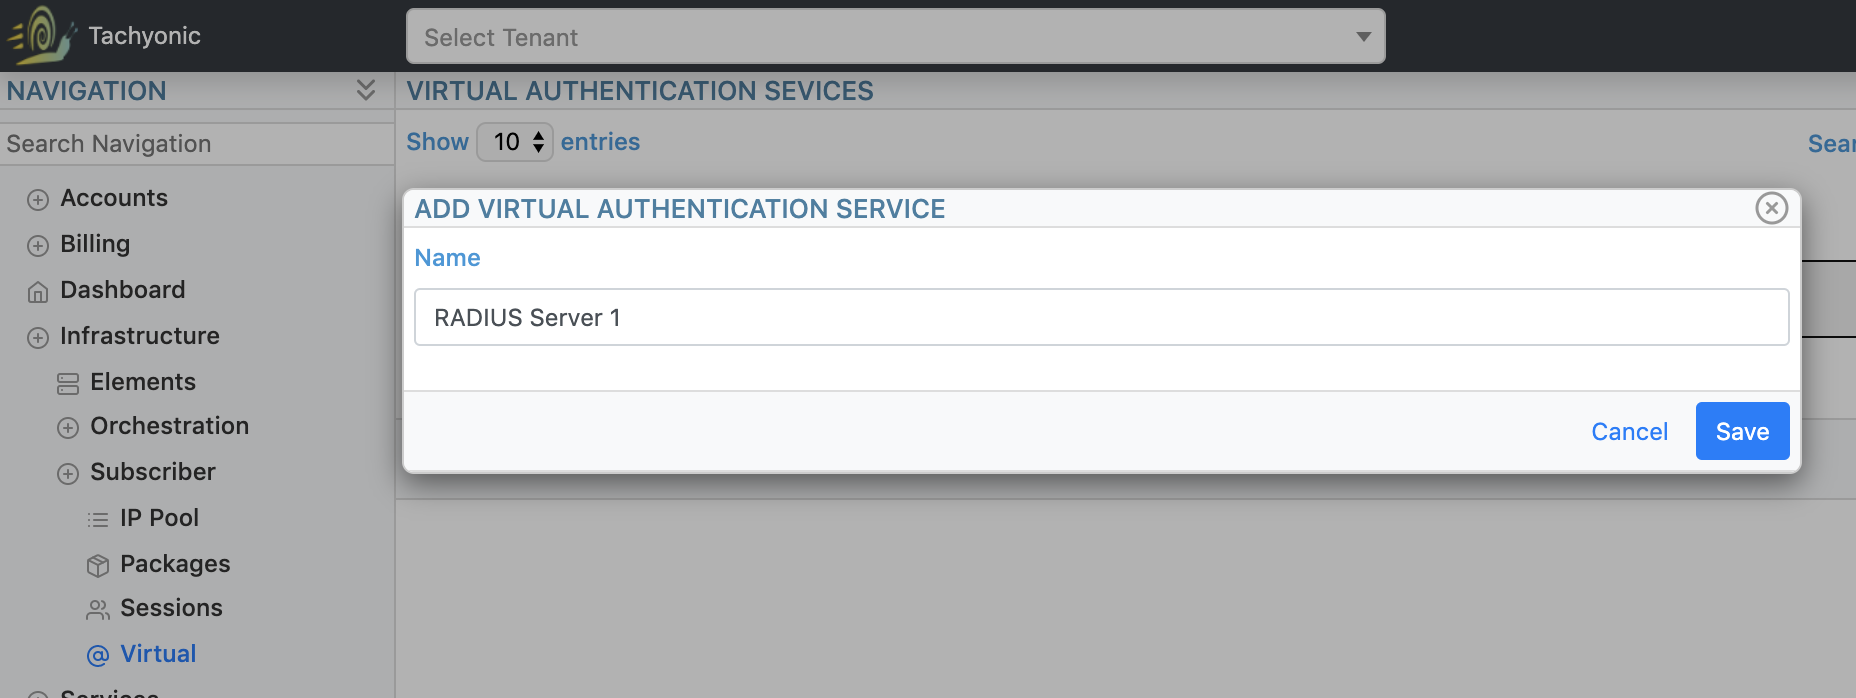 Tachyonic
Select Tenant
NAVIGATION
VIRTUAL AUTHENTICATION SEVICES
Search Navigation
Show 10 entries
Sear
Accounts
Billing
Dashboard
Infrastructure
Elements
Orchestration
Subscriber
IP Pool
Packages
Sessions
Virtual
Services
ADD VIRTUAL AUTHENTICATION SERVICE
Name
RADIUS Server 1
Cancel
Save